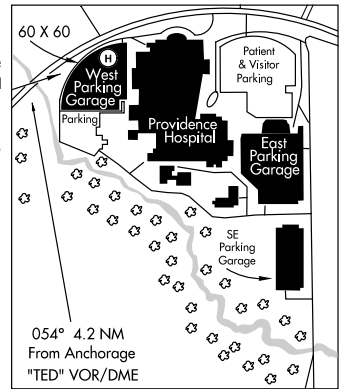 60 X 60
H
West
Parking
Garage
Parking
Providence
Hospital
Patient
& Visitor
Parking
East
Parking
Garage
SE
Parking
Garage
054° 4.2 NM
From Anchorage
"TED" VOR/DME